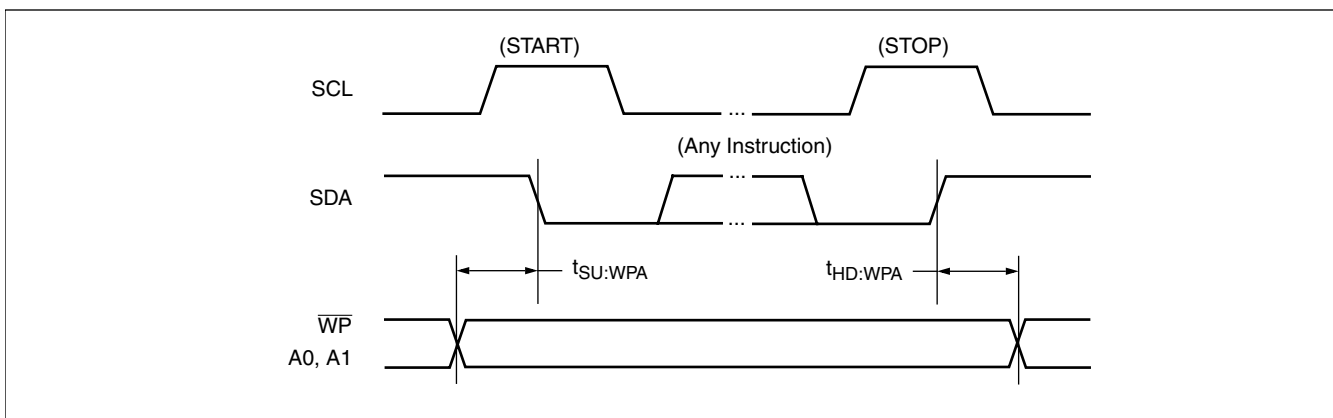 (START)
(STOP)
SCL
...
(Any Instruction)
SDA
...
...
tSU:WPA
tHD:WPA
WP
A0, A1